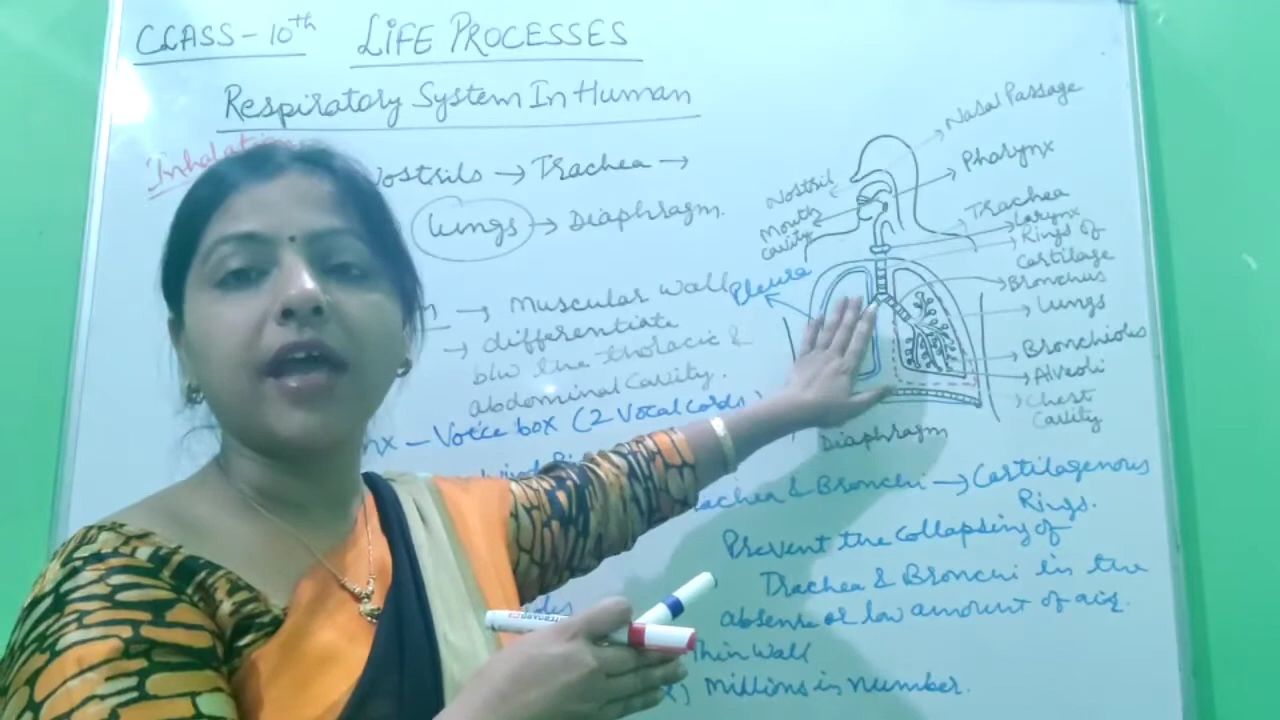 CLASS - 10th LIFE PROCESSES
Respiratory System In Human
Inhalation
Nostrils → Trachea →
Lungs → Diaphragm.
→ Muscular wall
→ differentiate
b/w the thoracic &
abdominal cavity.
nx - Voice box (2 Vocal Cords)
Trachea & Bronchi → Cartilagenous
Rings.
Prevent the collapsing of
Trachea & Bronchi in the
absence or low amount of air.
Thin Wall
2) Millions in number.
Nasal Passage
Pharynx
Nostril
Mouth
cavity
Trachea
Larynx
Rings of
Cartilage
Bronchus
Pleura
Lungs
Bronchioles
Alveoli
Chest
Cavity
Diaphragm